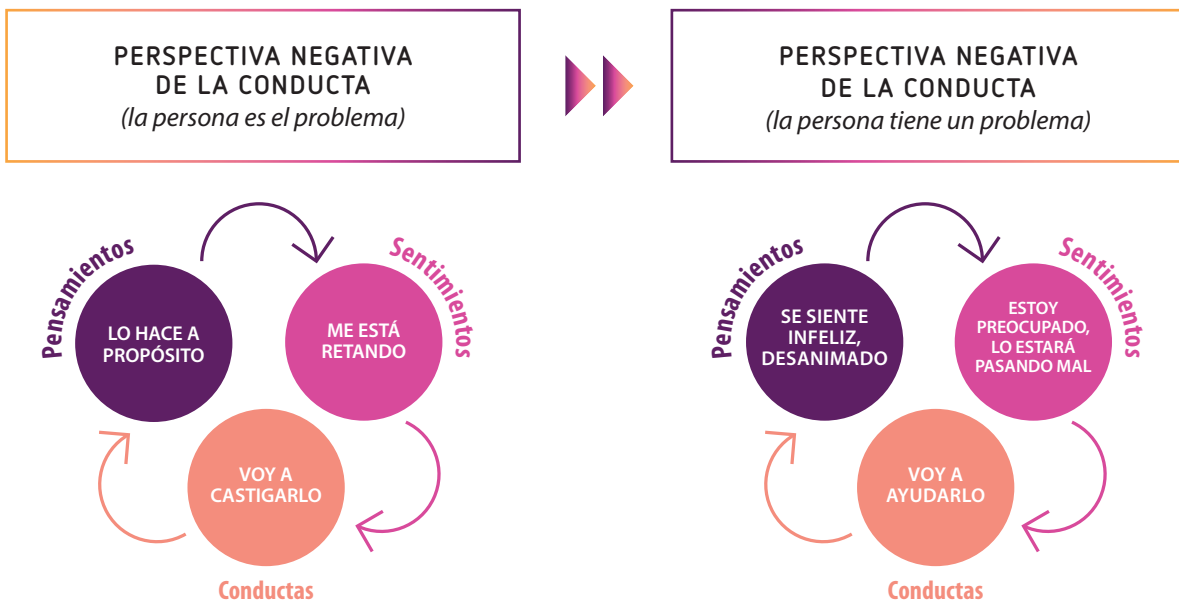 PERSPECTIVA NEGATIVA
DE LA CONDUCTA
(la persona es el problema)
PERSPECTIVA NEGATIVA
DE LA CONDUCTA
(la persona tiene un problema)
Pensamientos
Sentimientos
LO HACE A
PROPÓSITO
ME ESTÁ
RETANDO
VOY A
CASTIGARLO
Conductas
Pensamientos
Sentimientos
SE SIENTE
INFELIZ,
DESANIMADO
ESTOY
PREOCUPADO,
LO ESTARÁ
PASANDO MAL
VOY A
AYUDARLO
Conductas